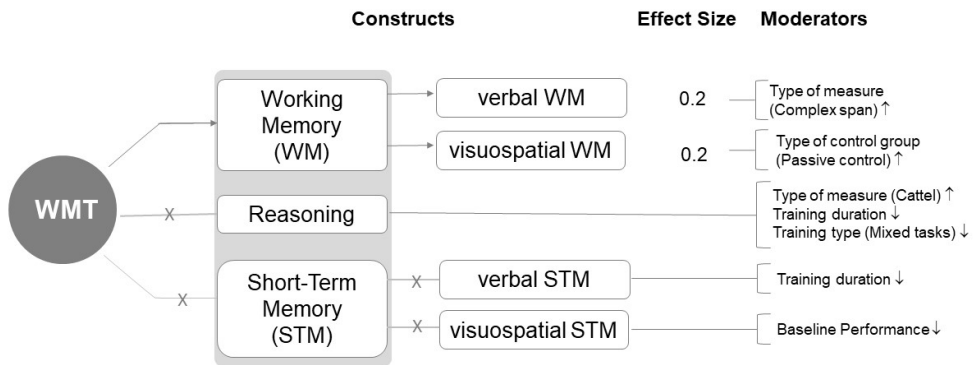 Constructs Effect Size Moderators
WMT
Working
Memory
(WM)
verbal WM
0.2
Type of measure
(Complex span) ↑
visuospatial WM
0.2
Type of control group
(Passive control) ↑
X
Reasoning
Type of measure (Cattel) ↑
Training duration ↓
Training type (Mixed tasks) ↓
X
Short-Term
Memory
(STM)
X
verbal STM
Training duration ↓
X
visuospatial STM
Baseline Performance ↓